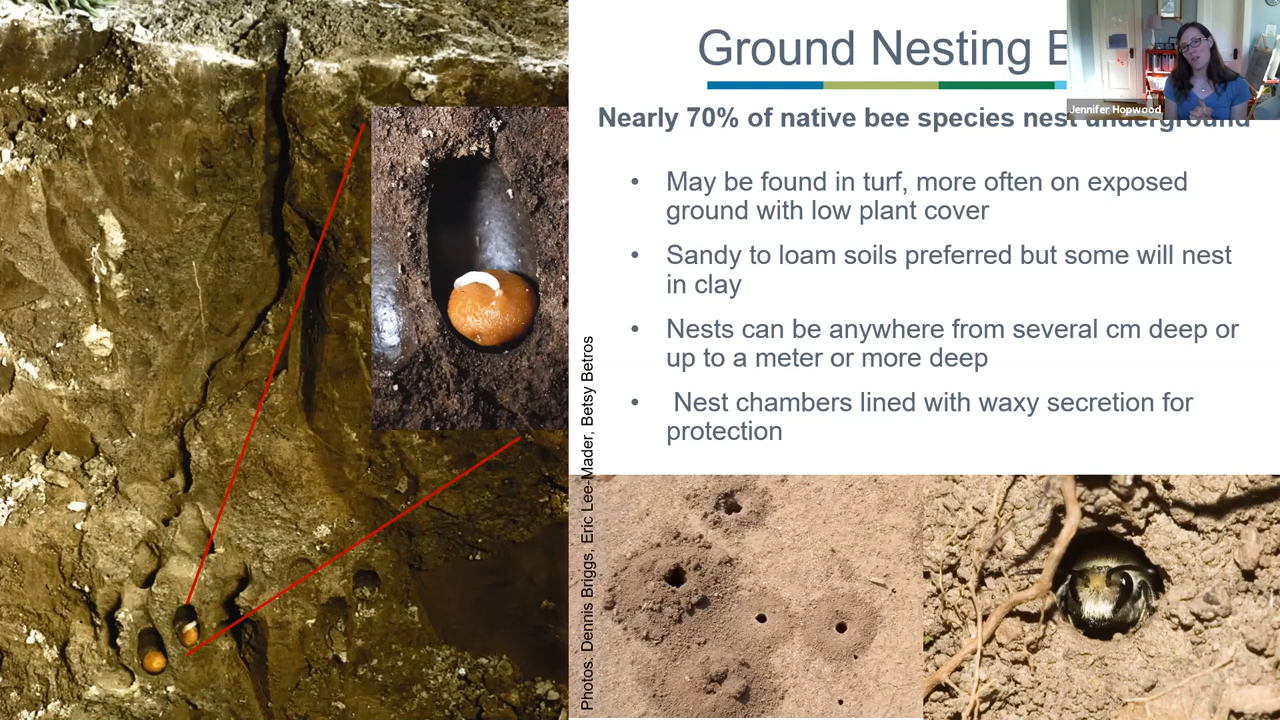 Ground Nesting
Jennifer Hopwood
Nearly 70% of native bee species nest underground
• May be found in turf, more often on exposed
ground with low plant cover
• Sandy to loam soils preferred but some will nest
in clay
• Nests can be anywhere from several cm deep or
up to a meter or more deep
• Nest chambers lined with waxy secretion for
protection
Photos: Dennis Briggs, Eric Lee-Mader, Betsy Betros